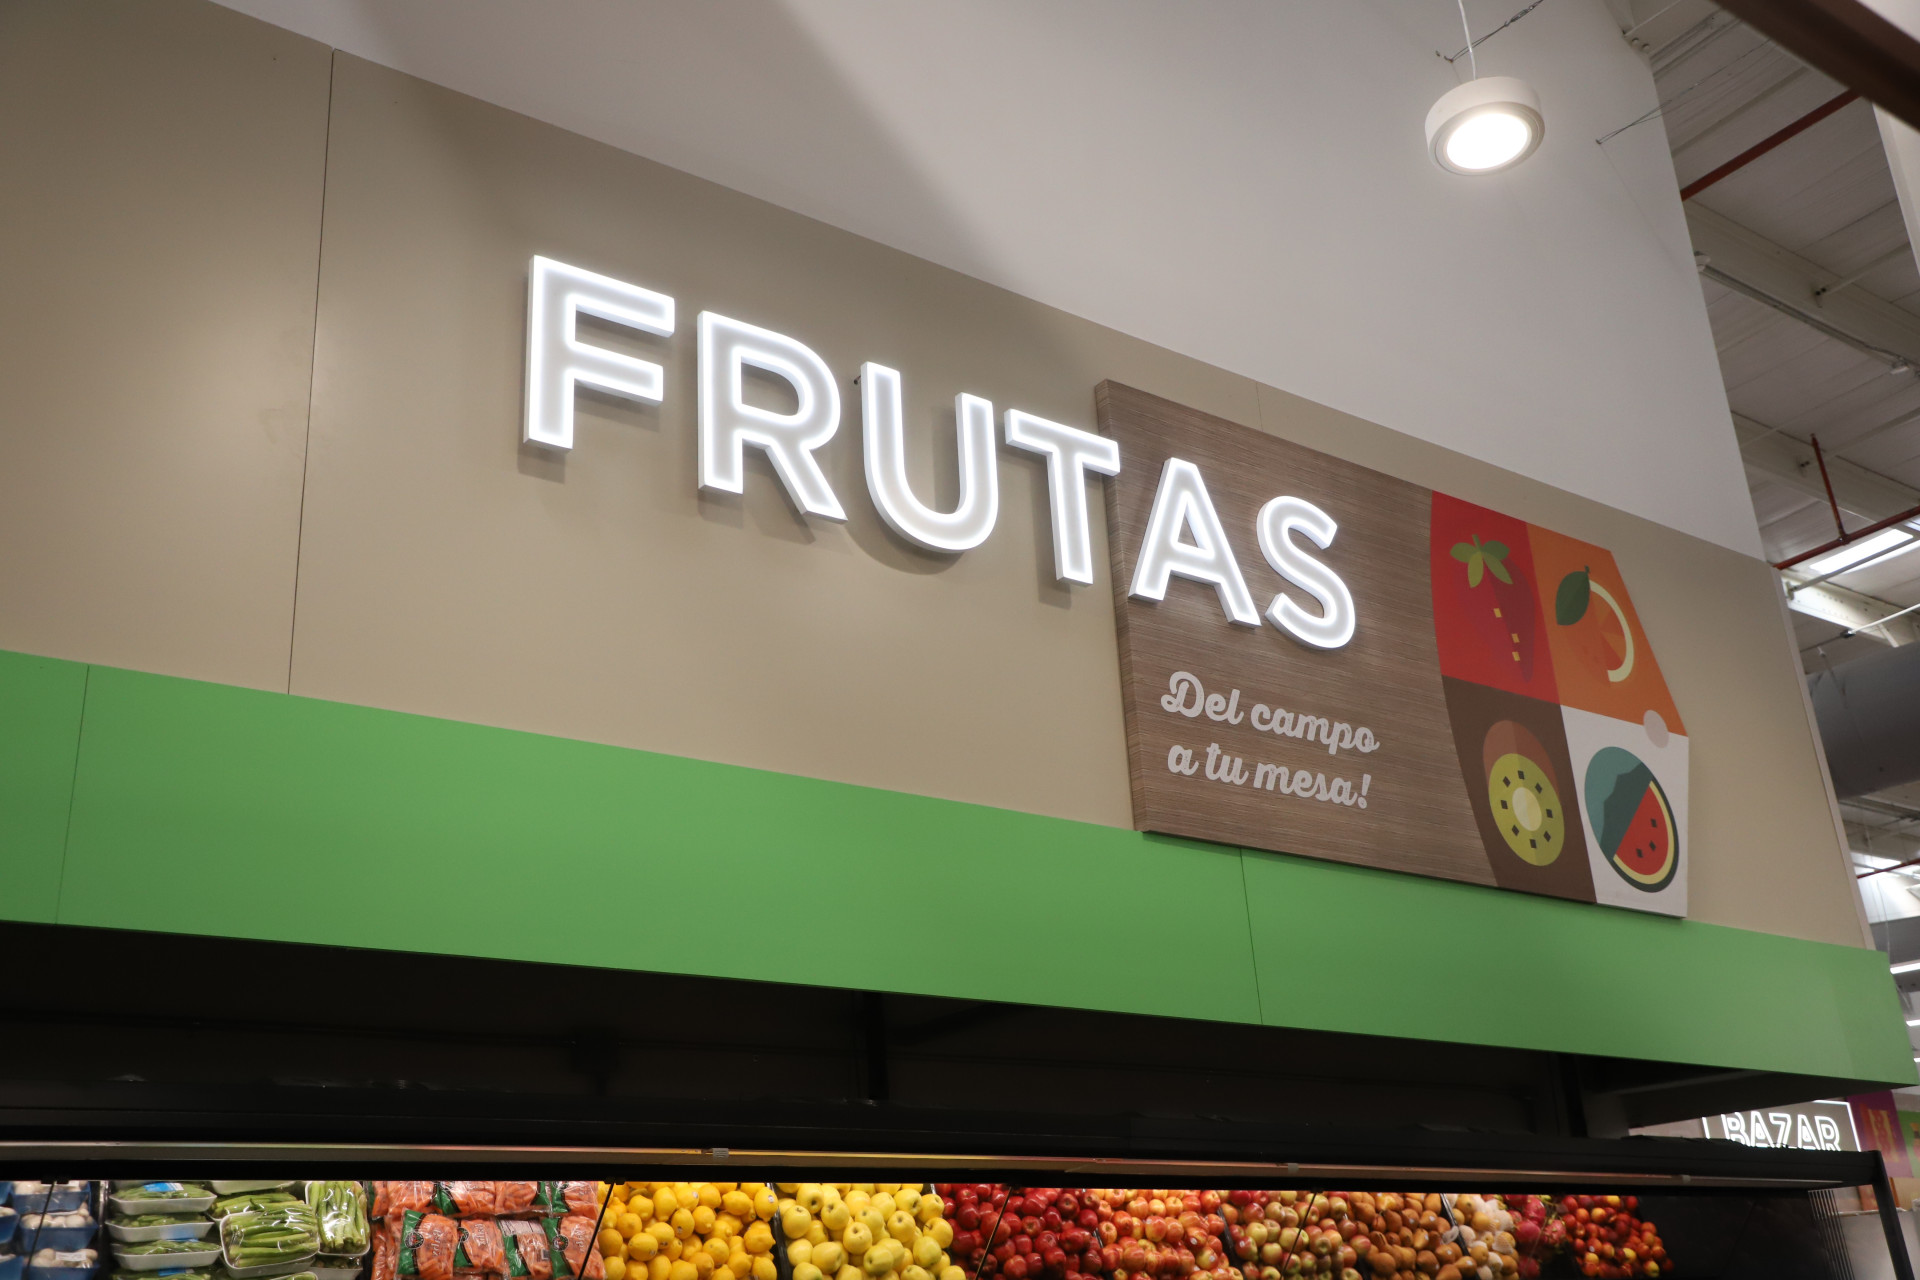 FRUTAS
Del campo
a tu mesa!
BAZAR